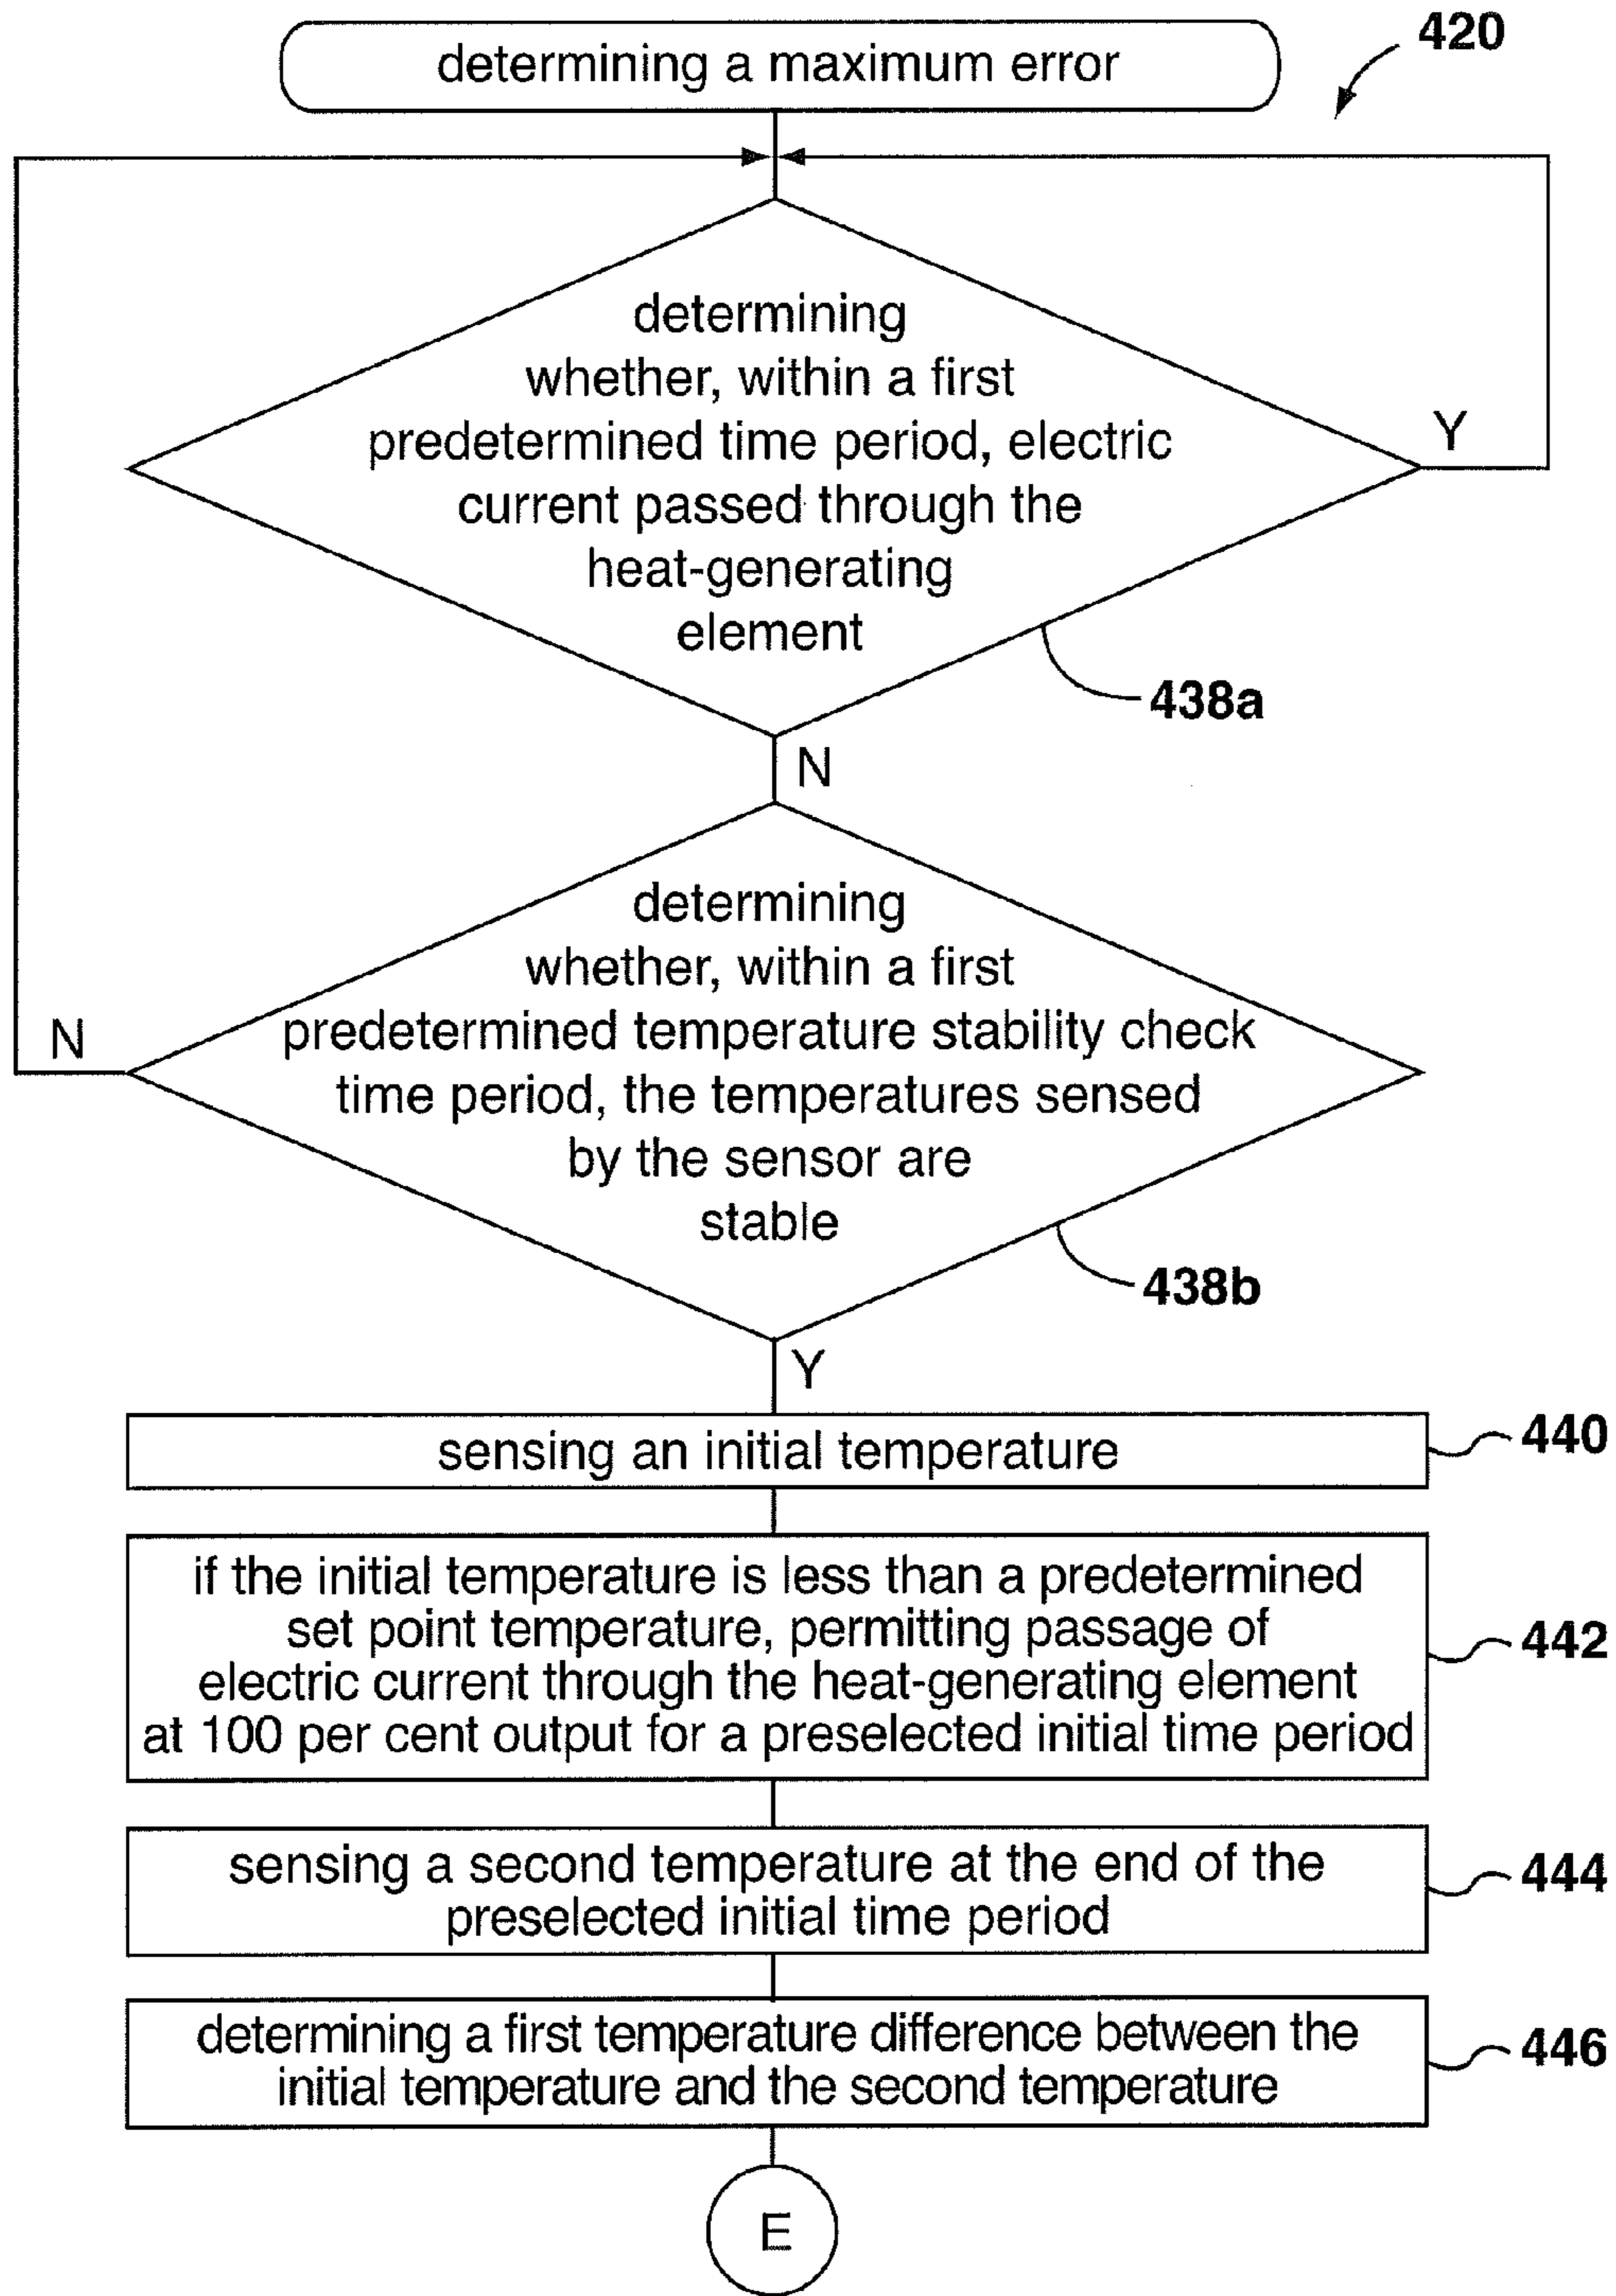 420
determining a maximum error
determining
whether, within a first
predetermined time period, electric
current passed through the
heat-generating
element
Y
438a
N
determining
whether, within a first
predetermined temperature stability check
time period, the temperatures sensed
by the sensor are
stable
N
438b
Y
sensing an initial temperature
440
if the initial temperature is less than a predetermined
set point temperature, permitting passage of
electric current through the heat-generating element
at 100 per cent output for a preselected initial time period
442
sensing a second temperature at the end of the
preselected initial time period
444
determining a first temperature difference between the
initial temperature and the second temperature
446
E